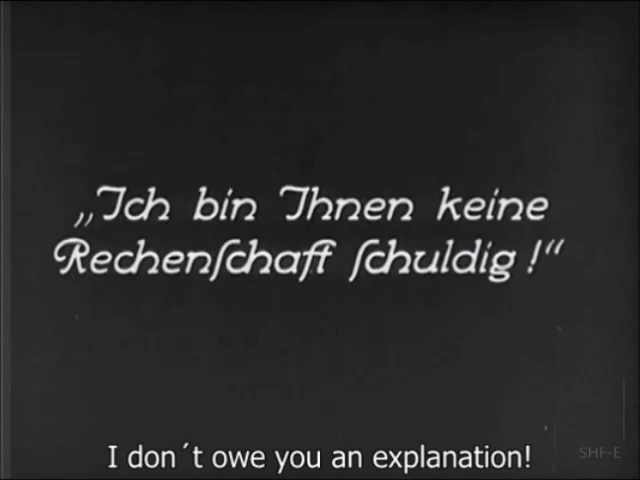 „Ich bin Ihnen keine
Rechenſchaft ſchuldig!“
I don´t owe you an explanation!
SHF-E